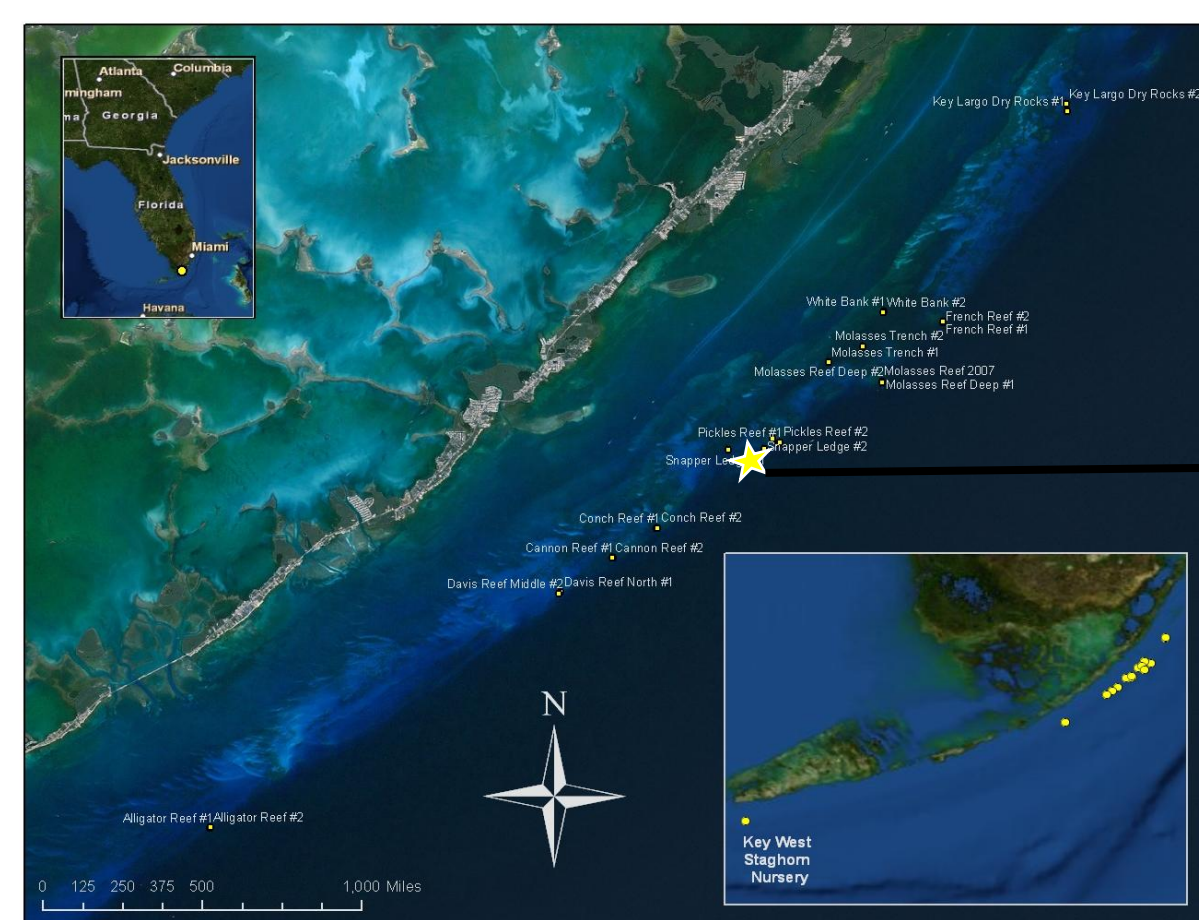 Atlanta Columbia
mingham
na Georgia
Jacksonville
Florida
Miami
Havana
Key Largo Dry Rocks #1 Key Largo Dry Rocks #2
White Bank #1 White Bank #2
French Reef #2
French Reef #1
Molasses Trench #2
Molasses Trench #1
Molasses Reef Deep #2 Molasses Reef 2007
Molasses Reef Deep #1
Pickles Reef #1 Pickles Reef #2
Snapper Ledge #2
Snapper Led
Conch Reef #1 Conch Reef #2
Cannon Reef #1 Cannon Reef #2
Davis Reef Middle #2 Davis Reef North #1
N
Alligator Reef #1 Alligator Reef #2
0 125 250 375 500 1,000 Miles
Key West
Staghorn
Nursery